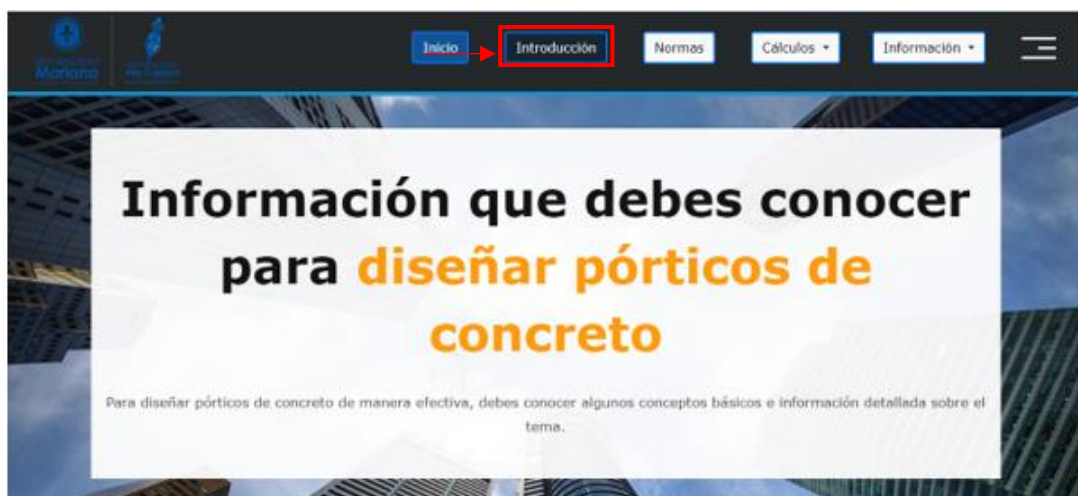 Mariana
Inicio
Introducción
Normas
Cálculos
Información
Información que debes conocer
para diseñar pórticos de
concreto
Para diseñar pórticos de concreto de manera efectiva, debes conocer algunos conceptos básicos e información detallada sobre el
tema.